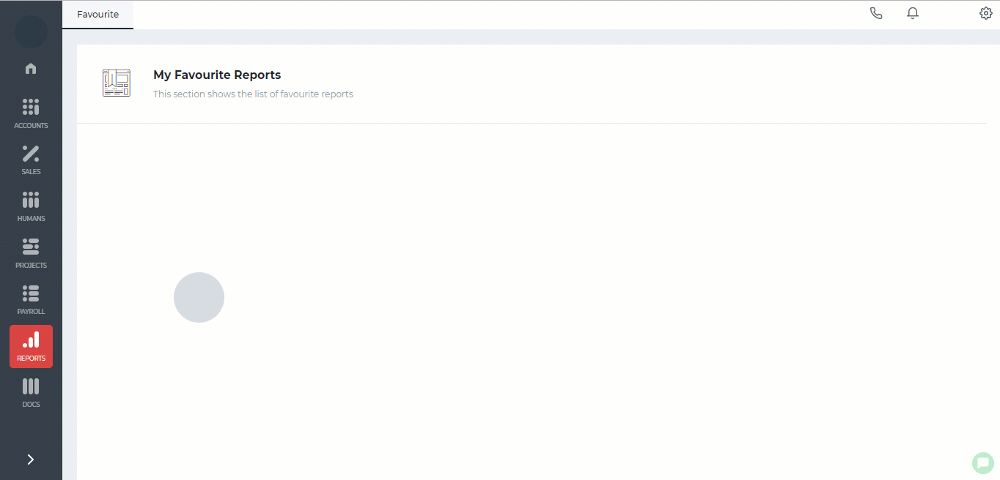 Favourite
My Favourite Reports
This section shows the list of favourite reports
ACCOUNTS
SALES
HUMANS
PROJECTS
PAYROLL
REPORTS
DOCS